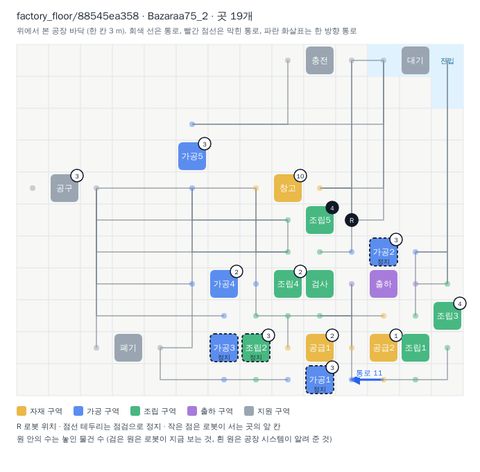 factory_floor/88545ea358 · Bazaraa75_2 · 곳 19개
위에서 본 공장 바닥 (한 칸 3 m). 회색 선은 통로, 빨간 점선은 막힌 통로, 파란 화살표는 한 방향 통로
충전
대기
진입
3
가공5
3
공구
10
창고
4
조립5
R
3
가공2
정지
2
가공4
2
조립4
검사
출하
4
조립3
폐기
가공3
정지
3
조립2
정지
2
공급1
1
공급2
조립1
3
가공1
정지
통로 11
자재 구역
가공 구역
조립 구역
출하 구역
지원 구역
R 로봇 위치 · 점선 테두리는 점검으로 정지 · 작은 점은 로봇이 서는 곳의 앞 칸
원 안의 수는 놓인 물건 수 (검은 원은 로봇이 지금 보는 것, 흰 원은 공장 시스템이 알려 준 것)